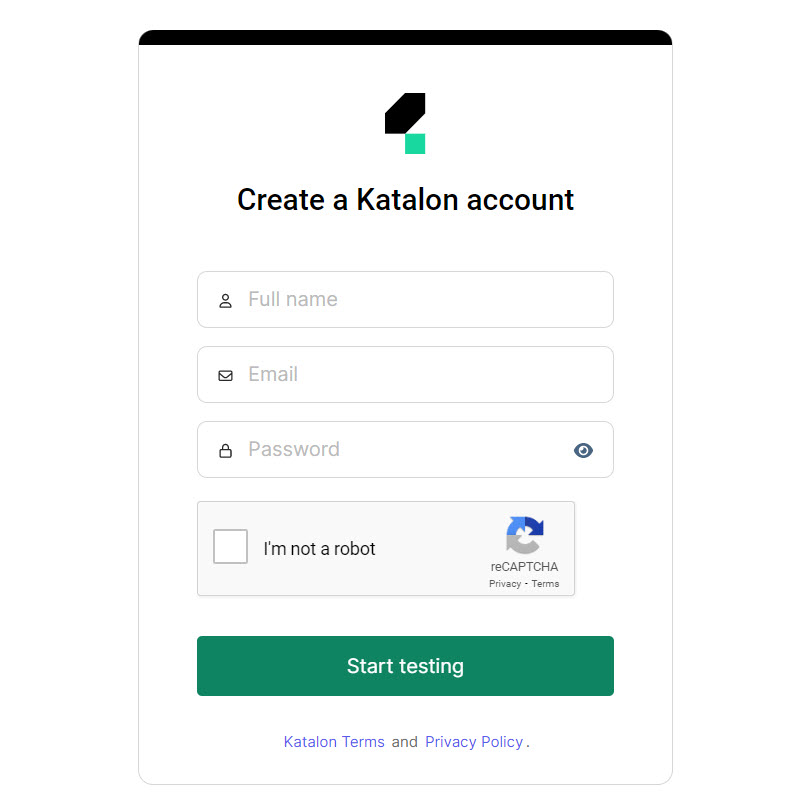 Create a Katalon account
Full name
Email
Password
I'm not a robot
reCAPTCHA
Privacy - Terms
Start testing
Katalon Terms and Privacy Policy.